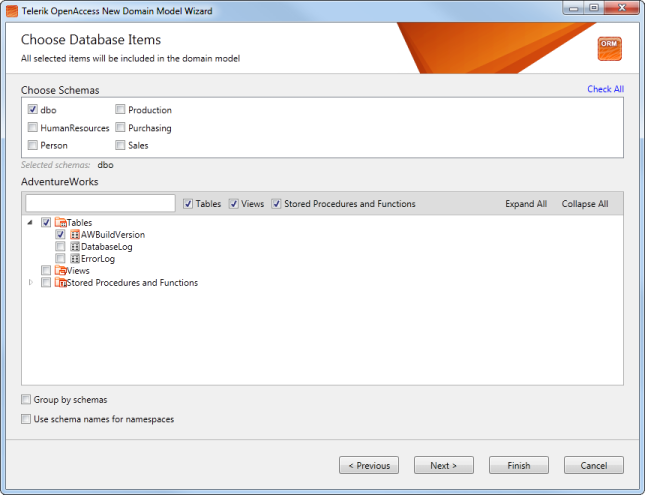 Telerik OpenAccess New Domain Model Wizard
Choose Database Items
All selected items will be included in the domain model
ORM
Choose Schemas Check All
dbo Production
HumanResources Purchasing
Person Sales
Selected schemas: dbo
AdventureWorks
Tables Views Stored Procedures and Functions Expand All Collapse All
Tables
AWBuildVersion
DatabaseLog
ErrorLog
Views
Stored Procedures and Functions
Group by schemas
Use schema names for namespaces
< Previous Next > Finish Cancel